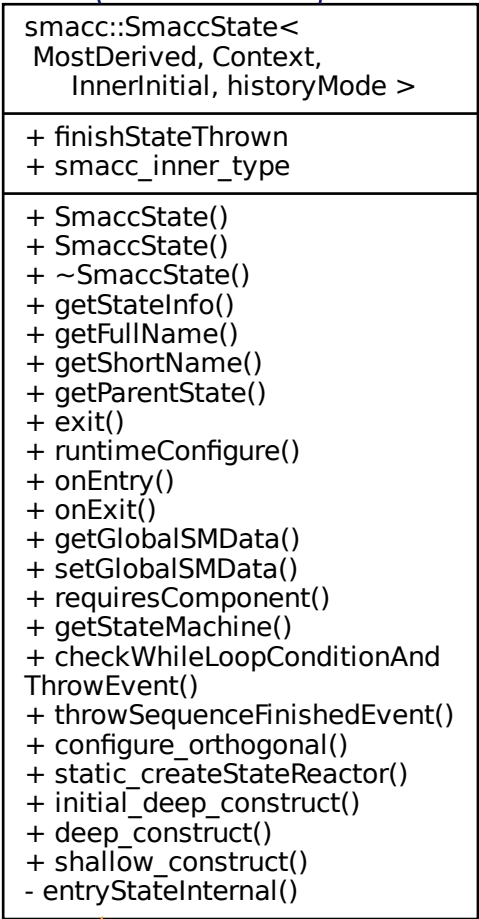 smacc::SmaccState<
MostDerived, Context,
InnerInitial, historyMode >
+ finishStateThrown
+ smacc_inner_type
+ SmaccState()
+ SmaccState()
+ ~SmaccState()
+ getStateInfo()
+ getFullName()
+ getShortName()
+ getParentState()
+ exit()
+ runtimeConfigure()
+ onEntry()
+ onExit()
+ getGlobalSMData()
+ setGlobalSMData()
+ requiresComponent()
+ getStateMachine()
+ checkWhileLoopConditionAnd
ThrowEvent()
+ throwSequenceFinishedEvent()
+ configure_orthogonal()
+ static_createStateReactor()
+ initial_deep_construct()
+ deep_construct()
+ shallow_construct()
- entryStateInternal()